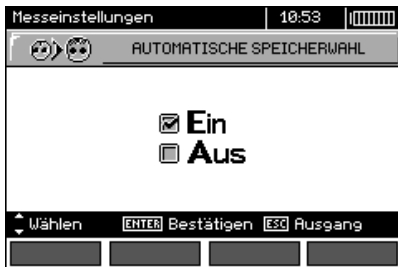 Messeinstellungen 10:53
AUTOMATISCHE SPEICHERWAHL
Ein
Aus
Wählen ENTER Bestätigen ESC Ausgang